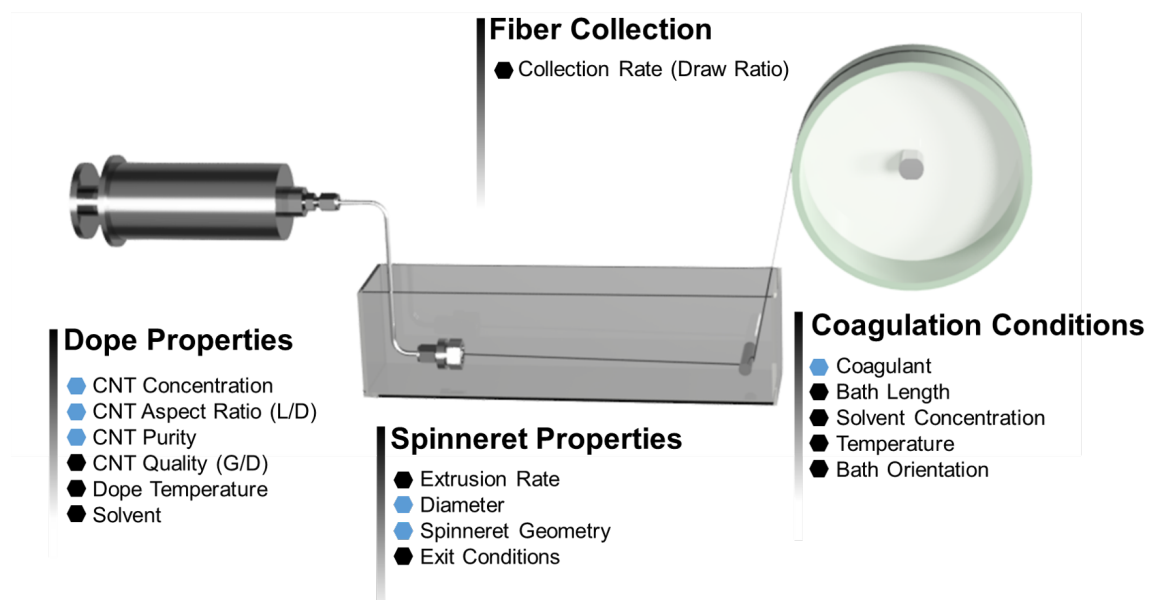 Fiber Collection
Collection Rate (Draw Ratio)
Dope Properties
CNT Concentration
CNT Aspect Ratio (L/D)
CNT Purity
CNT Quality (G/D)
Dope Temperature
Solvent
Spinneret Properties
Extrusion Rate
Diameter
Spinneret Geometry
Exit Conditions
Coagulation Conditions
Coagulant
Bath Length
Solvent Concentration
Temperature
Bath Orientation